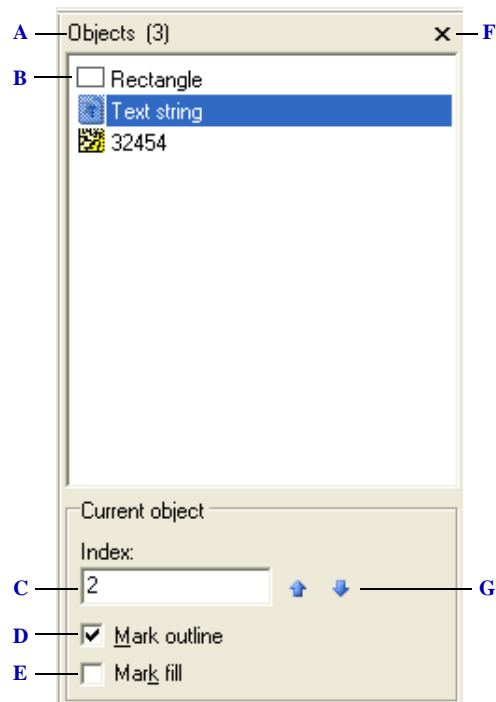 A Objects (3) F
B Rectangle
Text string
32454
Current object
Index:
C 2 G
D Mark outline
E Mark fill